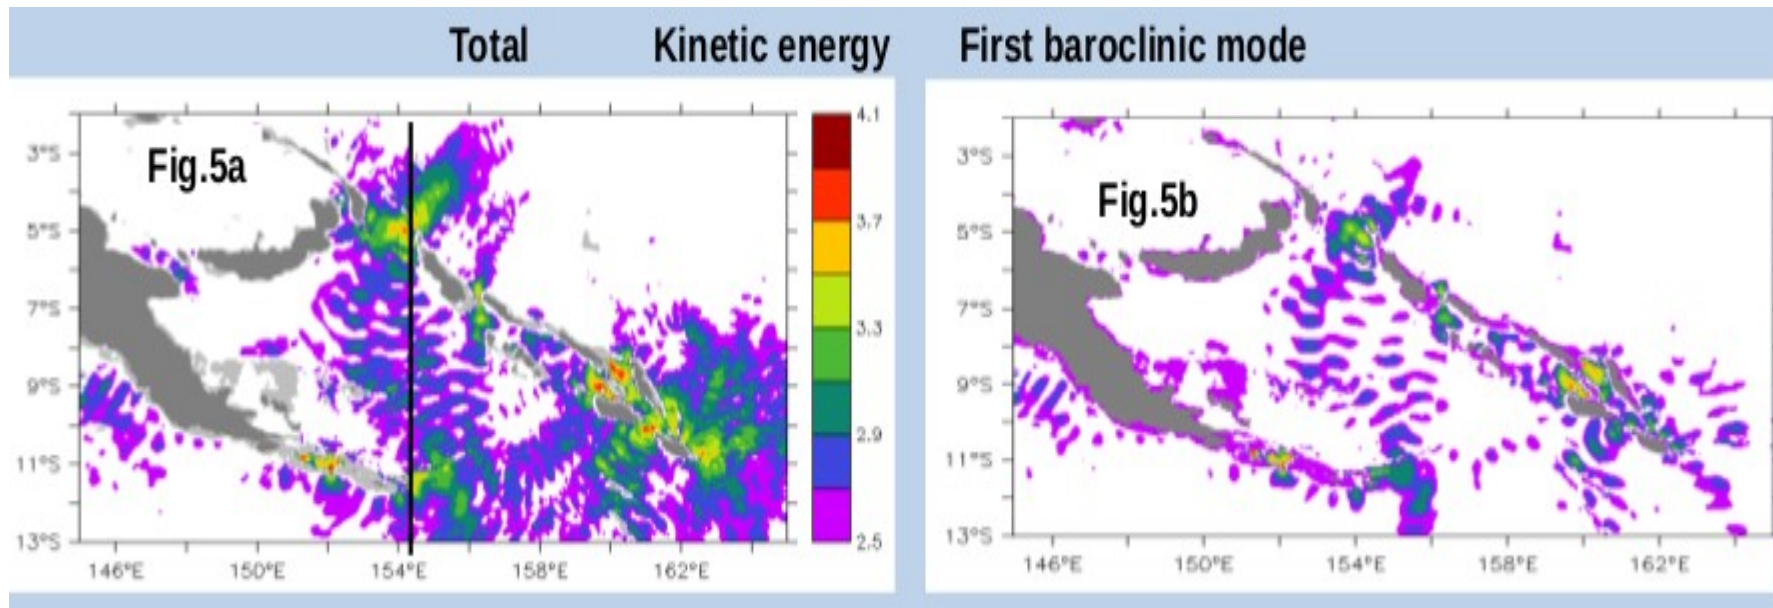 Total Kinetic energy First baroclinic mode
Fig.5a
3°S
5°S
7°S
9°S
11°S
13°S
146°E 150°E 154°E 158°E 162°E
4.1
3.7
3.3
2.9
2.5
Fig.5b
3°S
5°S
7°S
9°S
11°S
13°S
146°E 150°E 154°E 158°E 162°E